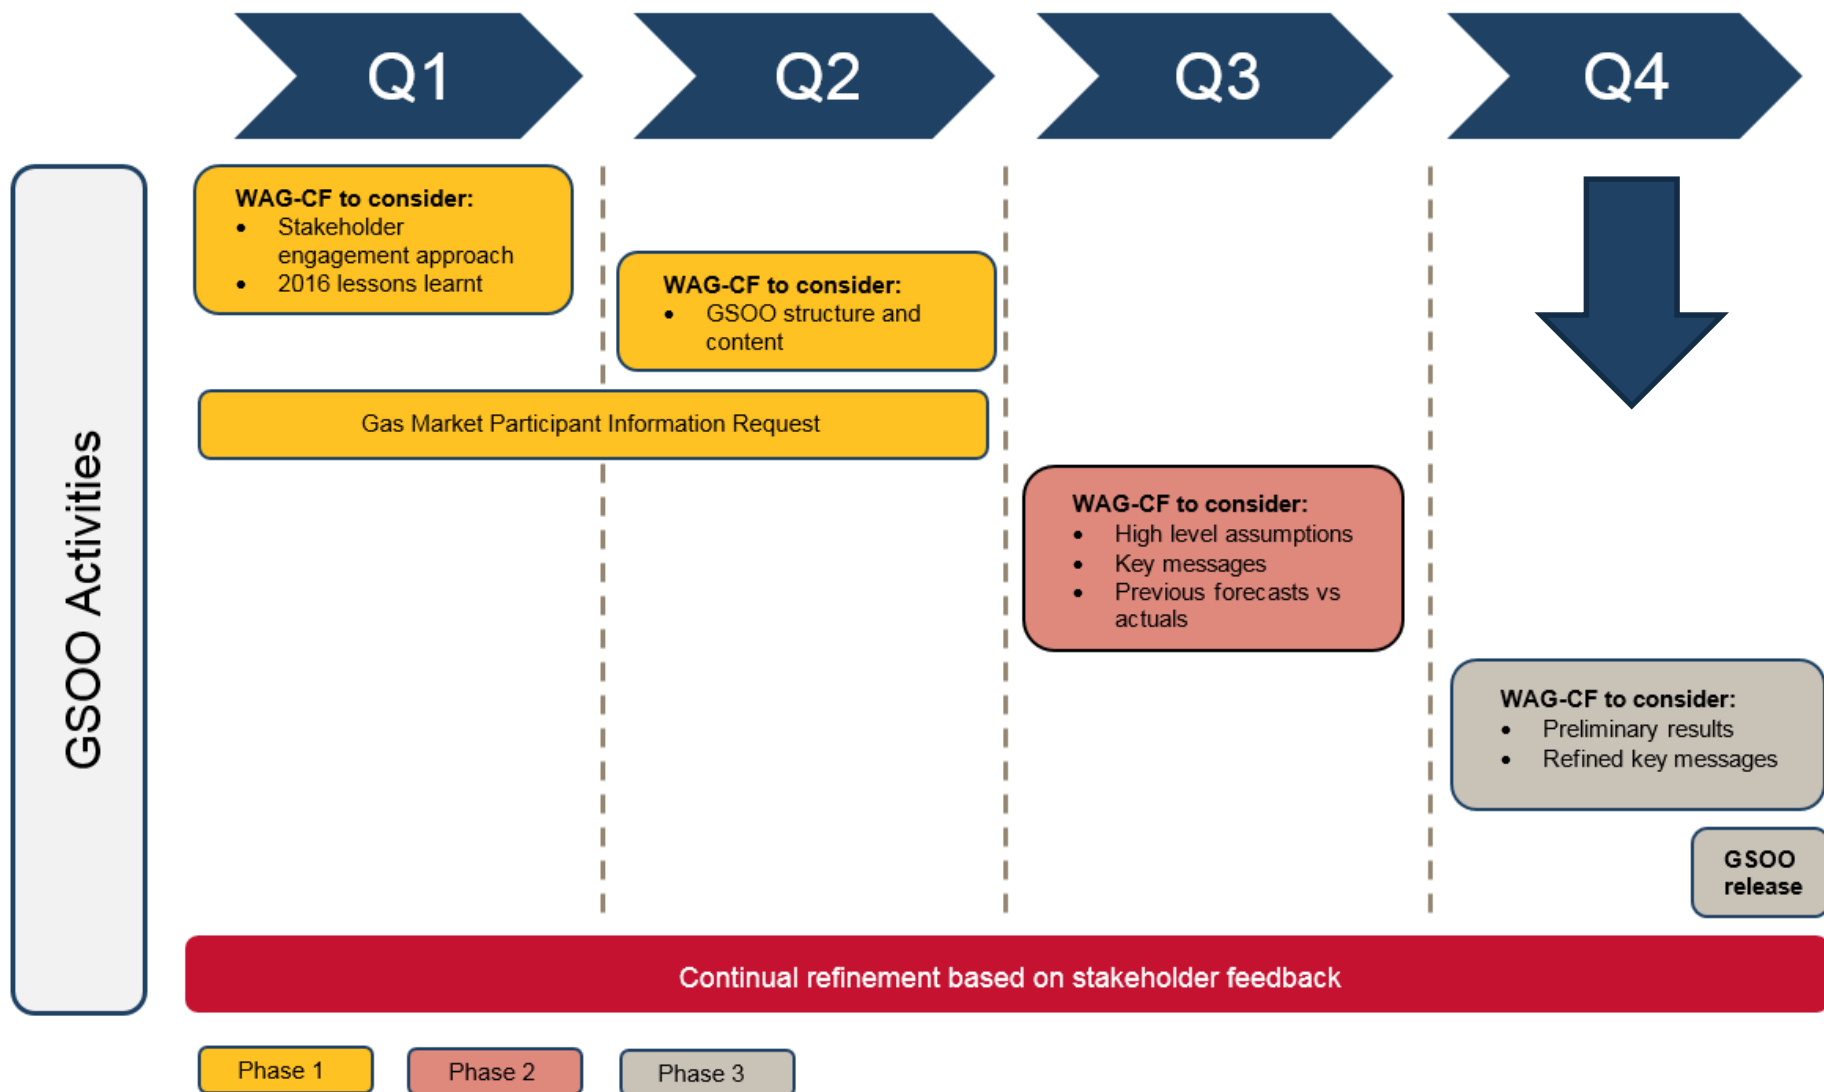 Q1
Q2
Q3
Q4
GSOO Activities
WAG-CF to consider:
• Stakeholder
engagement approach
• 2016 lessons learnt
WAG-CF to consider:
• GSOO structure and
content
Gas Market Participant Information Request
WAG-CF to consider:
• High level assumptions
• Key messages
• Previous forecasts vs
actuals
WAG-CF to consider:
• Preliminary results
• Refined key messages
GSOO
release
Continual refinement based on stakeholder feedback
Phase 1
Phase 2
Phase 3